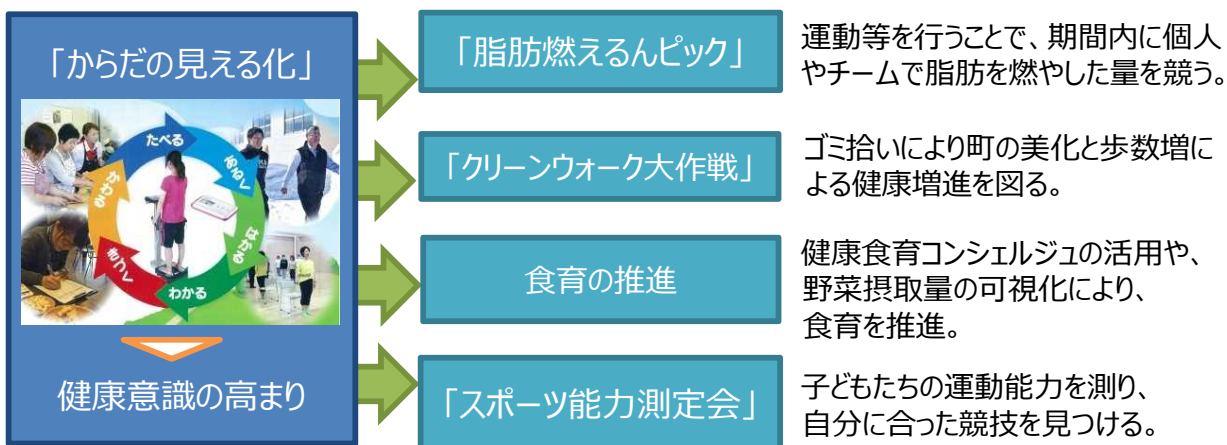 「からだの見える化」
たべる
あるく
はかる
わかる
きづく
かわる
健康意識の高まり
「脂肪燃えるんピック」
運動等を行うことで、期間内に個人
やチームで脂肪を燃やした量を競う。
「クリーンウォーク大作戦」
ゴミ拾いにより町の美化と歩数増に
よる健康増進を図る。
食育の推進
健康食育コンシェルジュの活用や、
野菜摂取量の可視化により、
食育を推進。
「スポーツ能力測定会」
子どもたちの運動能力を測り、
自分に合った競技を見つける。